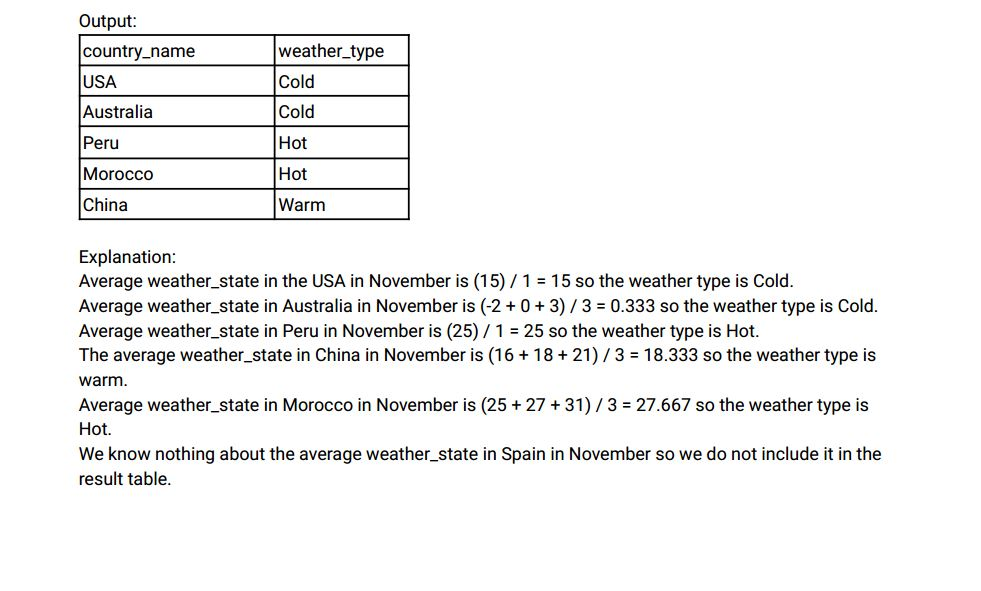 Output:
country_name weather_type
USA Cold
Australia Cold
Peru Hot
Morocco Hot
China Warm
Explanation:
Average weather_state in the USA in November is (15) / 1 = 15 so the weather type is Cold.
Average weather_state in Australia in November is (-2 + 0 + 3) / 3 = 0.333 so the weather type is Cold.
Average weather_state in Peru in November is (25) / 1 = 25 so the weather type is Hot.
The average weather_state in China in November is (16 + 18 + 21) / 3 = 18.333 so the weather type is
warm.
Average weather_state in Morocco in November is (25 + 27 + 31) / 3 = 27.667 so the weather type is
Hot.
We know nothing about the average weather_state in Spain in November so we do not include it in the
result table.